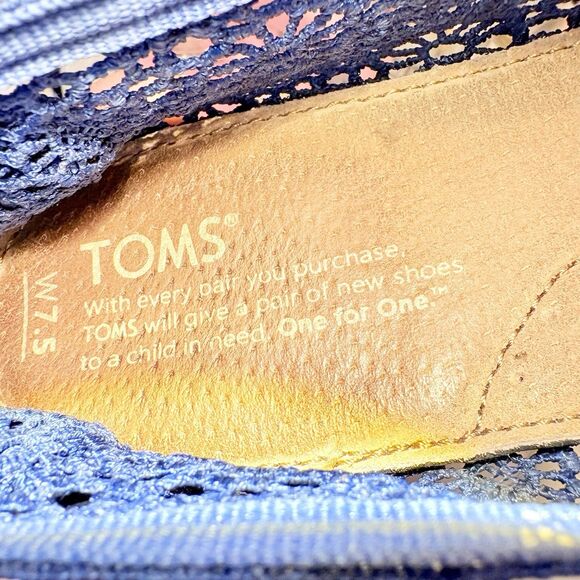 TOMS®
With every pair you purchase,
TOMS will give a pair of new shoes
to a child in need. One for One.™
W7.5